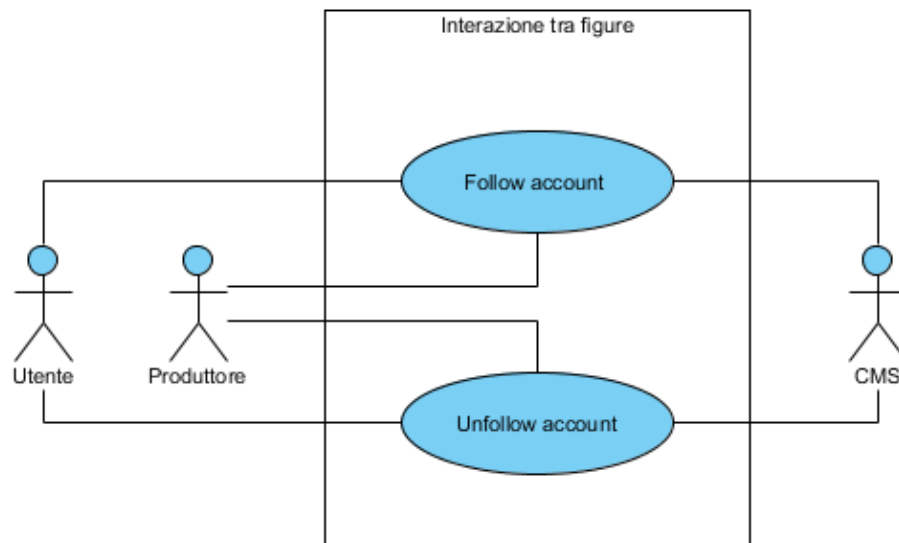 Interazione tra figure
Follow account
Utente
Produttore
CMS
Unfollow account